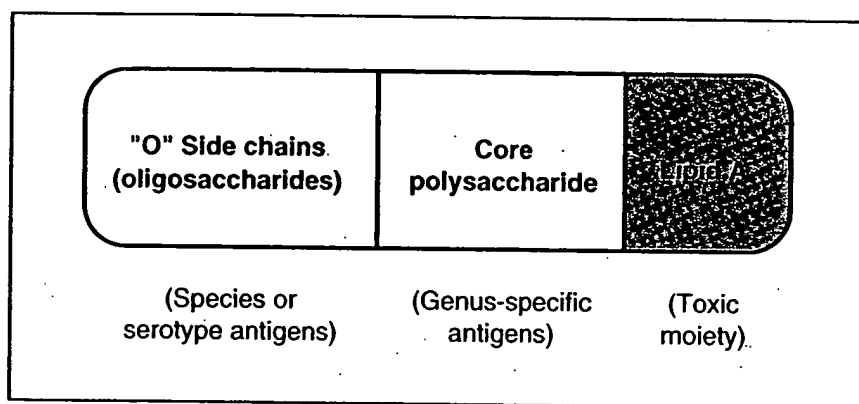 "O" Side chains
(oligosaccharides)
Core
polysaccharide
Lipid A
(Species or
serotype antigens)
(Genus-specific
antigens)
(Toxic
moiety)